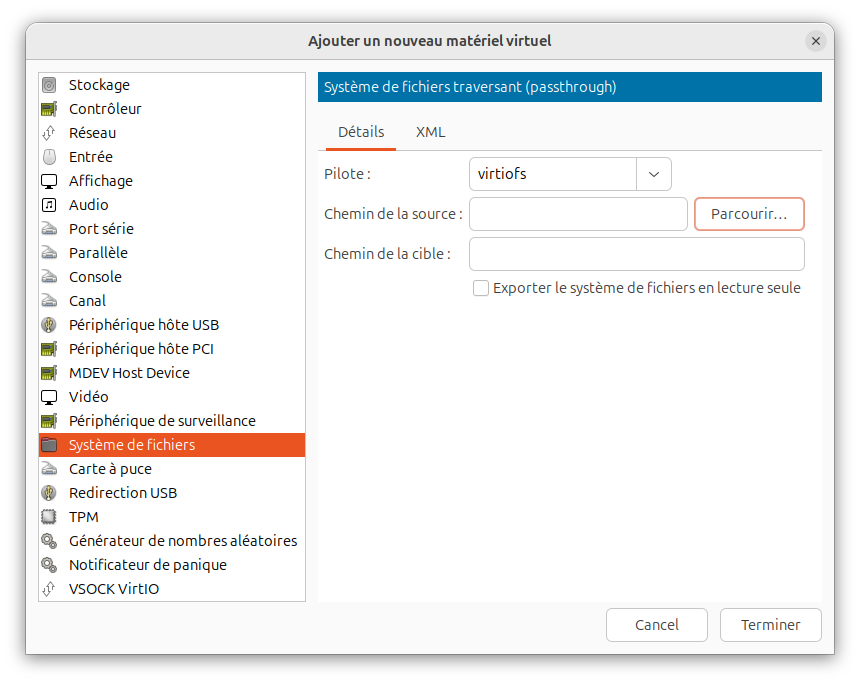 Ajouter un nouveau matériel virtuel
Stockage
Contrôleur
Réseau
Entrée
Affichage
Audio
Port série
Parallèle
Console
Canal
Périphérique hôte USB
Périphérique hôte PCI
MDEV Host Device
Vidéo
Périphérique de surveillance
Système de fichiers
Carte à puce
Redirection USB
TPM
Générateur de nombres aléatoires
Notificateur de panique
VSOCK VirtIO
Système de fichiers traversant (passthrough)
Détails XML
Pilote : virtiofs
Chemin de la source : Parcourir…
Chemin de la cible :
Exporter le système de fichiers en lecture seule
Cancel Terminer